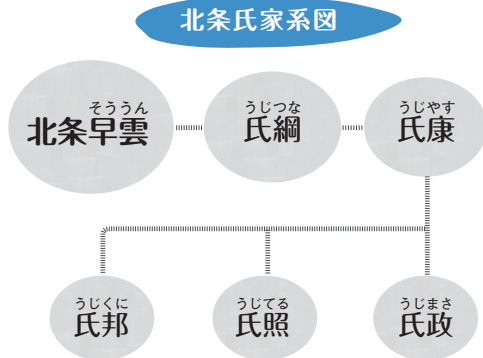 北条氏家系図
そううん
北条早雲
うじつな
氏綱
うじやす
氏康
うじくに
氏邦
うじてる
氏照
うじまさ
氏政